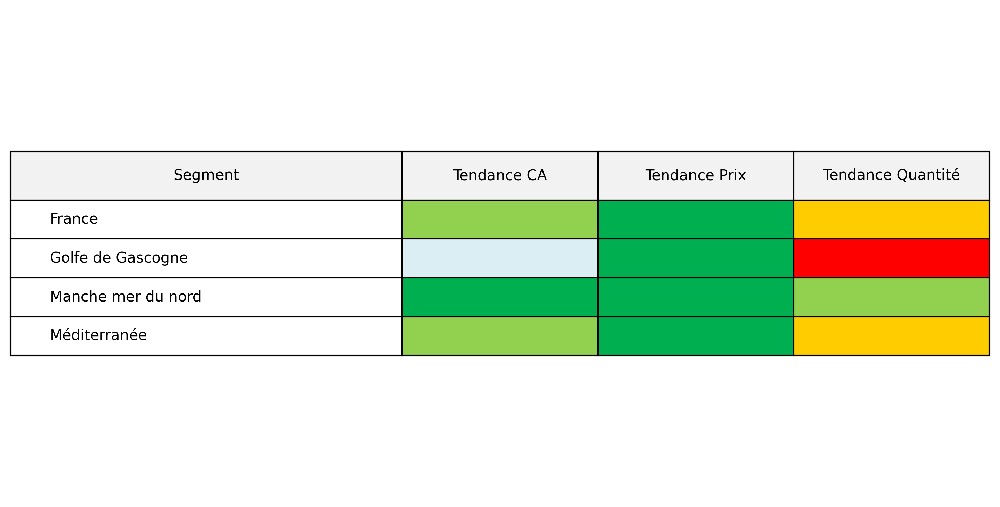 Segment Tendance CA Tendance Prix Tendance Quantité
France
Golfe de Gascogne
Manche mer du nord
Méditerranée